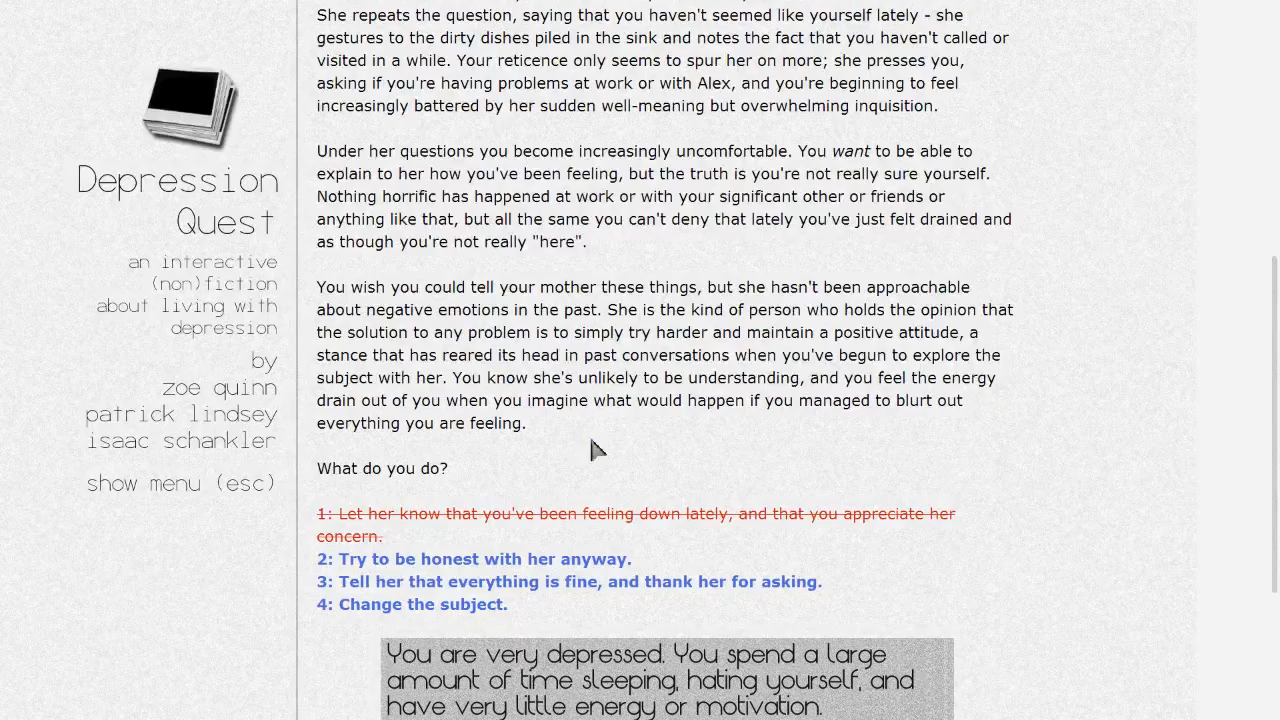 Depression
Quest
an interactive
(non)fiction
about living with
depression
by
zoe quinn
patrick lindsey
isaac schankler
show menu (esc)
She repeats the question, saying that you haven't seemed like yourself lately - she
gestures to the dirty dishes piled in the sink and notes the fact that you haven't called or
visited in a while. Your reticence only seems to spur her on more; she presses you,
asking if you're having problems at work or with Alex, and you're beginning to feel
increasingly battered by her sudden well-meaning but overwhelming inquisition.
Under her questions you become increasingly uncomfortable. You want to be able to
explain to her how you've been feeling, but the truth is you're not really sure yourself.
Nothing horrific has happened at work or with your significant other or friends or
anything like that, but all the same you can't deny that lately you've just felt drained and
as though you're not really "here".
You wish you could tell your mother these things, but she hasn't been approachable
about negative emotions in the past. She is the kind of person who holds the opinion that
the solution to any problem is to simply try harder and maintain a positive attitude, a
stance that has reared its head in past conversations when you've begun to explore the
subject with her. You know she's unlikely to be understanding, and you feel the energy
drain out of you when you imagine what would happen if you managed to blurt out
everything you are feeling.
What do you do?
1: Let her know that you've been feeling down lately, and that you appreciate her
concern.
2: Try to be honest with her anyway.
3: Tell her that everything is fine, and thank her for asking.
4: Change the subject.
You are very depressed. You spend a large
amount of time sleeping, hating yourself, and
have very little energy or motivation.